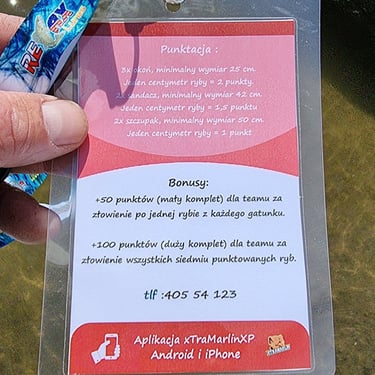 RELAX
Punktacja :
3x okoń, minimalny wymiar 25 cm.
Jeden centymetr ryby = 2 punkty.
2x sandacz, minimalny wymiar 42 cm.
Jeden centymetr ryby = 1,5 punktu
2x szczupak, minimalny wymiar 50 cm.
Jeden centymetr ryby = 1 punkt
Bonusy:
+50 punktów (mały komplet) dla teamu za
złowienie po jednej rybie z każdego gatunku.
+100 punktów (duży komplet) dla teamu za
złowienie wszystkich siedmiu punktowanych ryb.
tlf :405 54 123
Aplikacja xTraMarlinXP
Android i iPhone